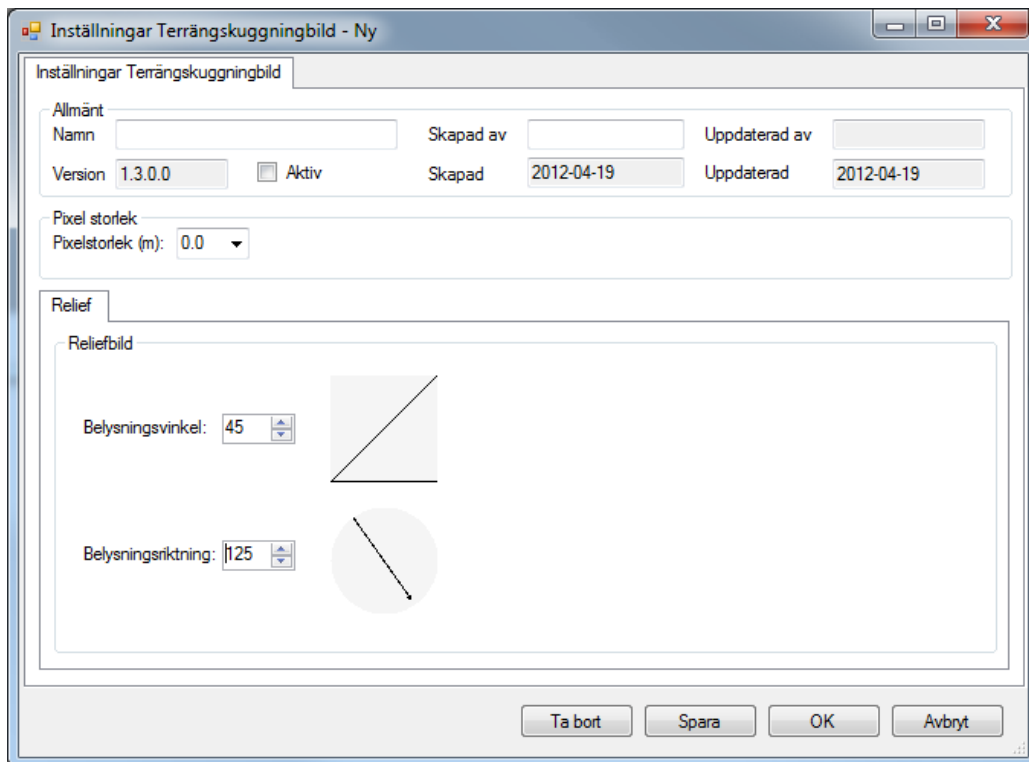 Inställningar Terrängskuggningbild - Ny
Inställningar Terrängskuggningbild
Allmänt
Namn Skapad av Uppdaterad av
Version 1.3.0.0 Aktiv Skapad 2012-04-19 Uppdaterad 2012-04-19
Pixel storlek
Pixelstorlek (m): 0.0
Relief
Reliefbild
Belysningsvinkel: 45
Belysningsriktning: 125
Ta bort Spara OK Avbryt